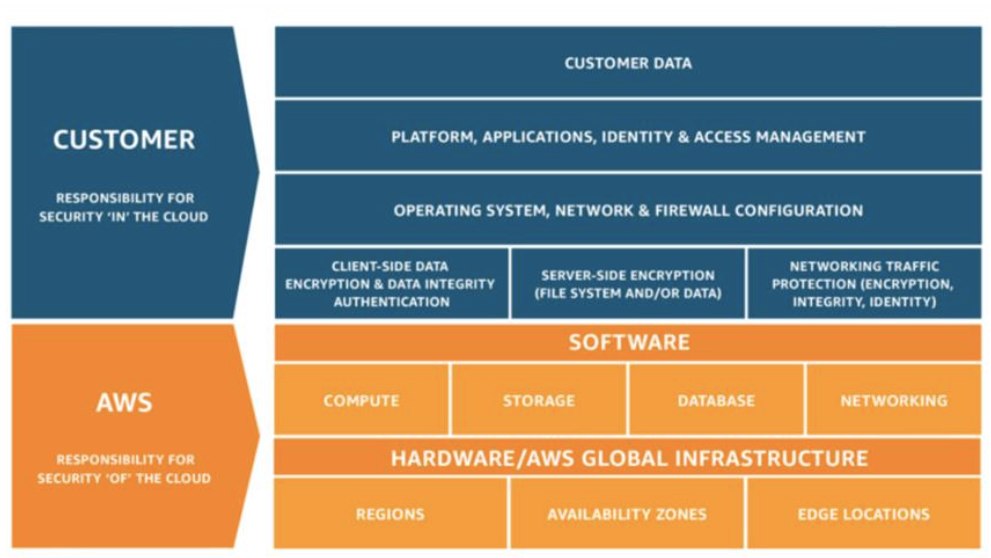 CUSTOMER
RESPONSIBILITY FOR
SECURITY ‘IN’ THE CLOUD
CUSTOMER DATA
PLATFORM, APPLICATIONS, IDENTITY & ACCESS MANAGEMENT
OPERATING SYSTEM, NETWORK & FIREWALL CONFIGURATION
CLIENT-SIDE DATA
ENCRYPTION & DATA INTEGRITY
AUTHENTICATION
SERVER-SIDE ENCRYPTION
(FILE SYSTEM AND/OR DATA)
NETWORKING TRAFFIC
PROTECTION (ENCRYPTION,
INTEGRITY, IDENTITY)
AWS
RESPONSIBILITY FOR
SECURITY ‘OF’ THE CLOUD
SOFTWARE
COMPUTE
STORAGE
DATABASE
NETWORKING
HARDWARE/AWS GLOBAL INFRASTRUCTURE
REGIONS
AVAILABILITY ZONES
EDGE LOCATIONS